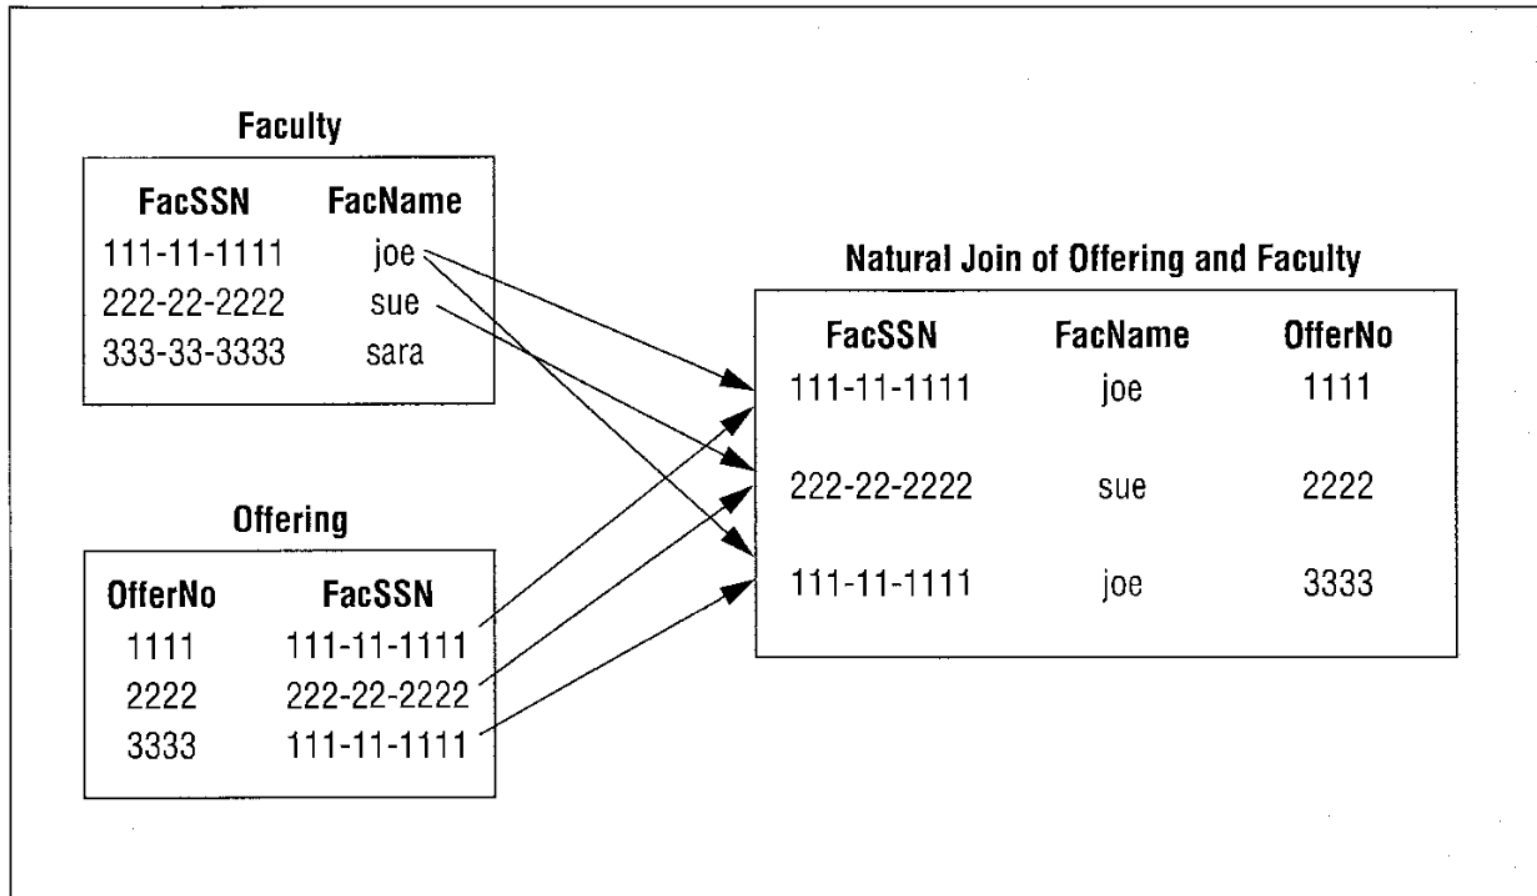 Faculty
FacSSN FacName
111-11-1111 joe
222-22-2222 sue
333-33-3333 sara
Offering
OfferNo FacSSN
1111 111-11-1111
2222 222-22-2222
3333 111-11-1111
Natural Join of Offering and Faculty
FacSSN FacName OfferNo
111-11-1111 joe 1111
222-22-2222 sue 2222
111-11-1111 joe 3333